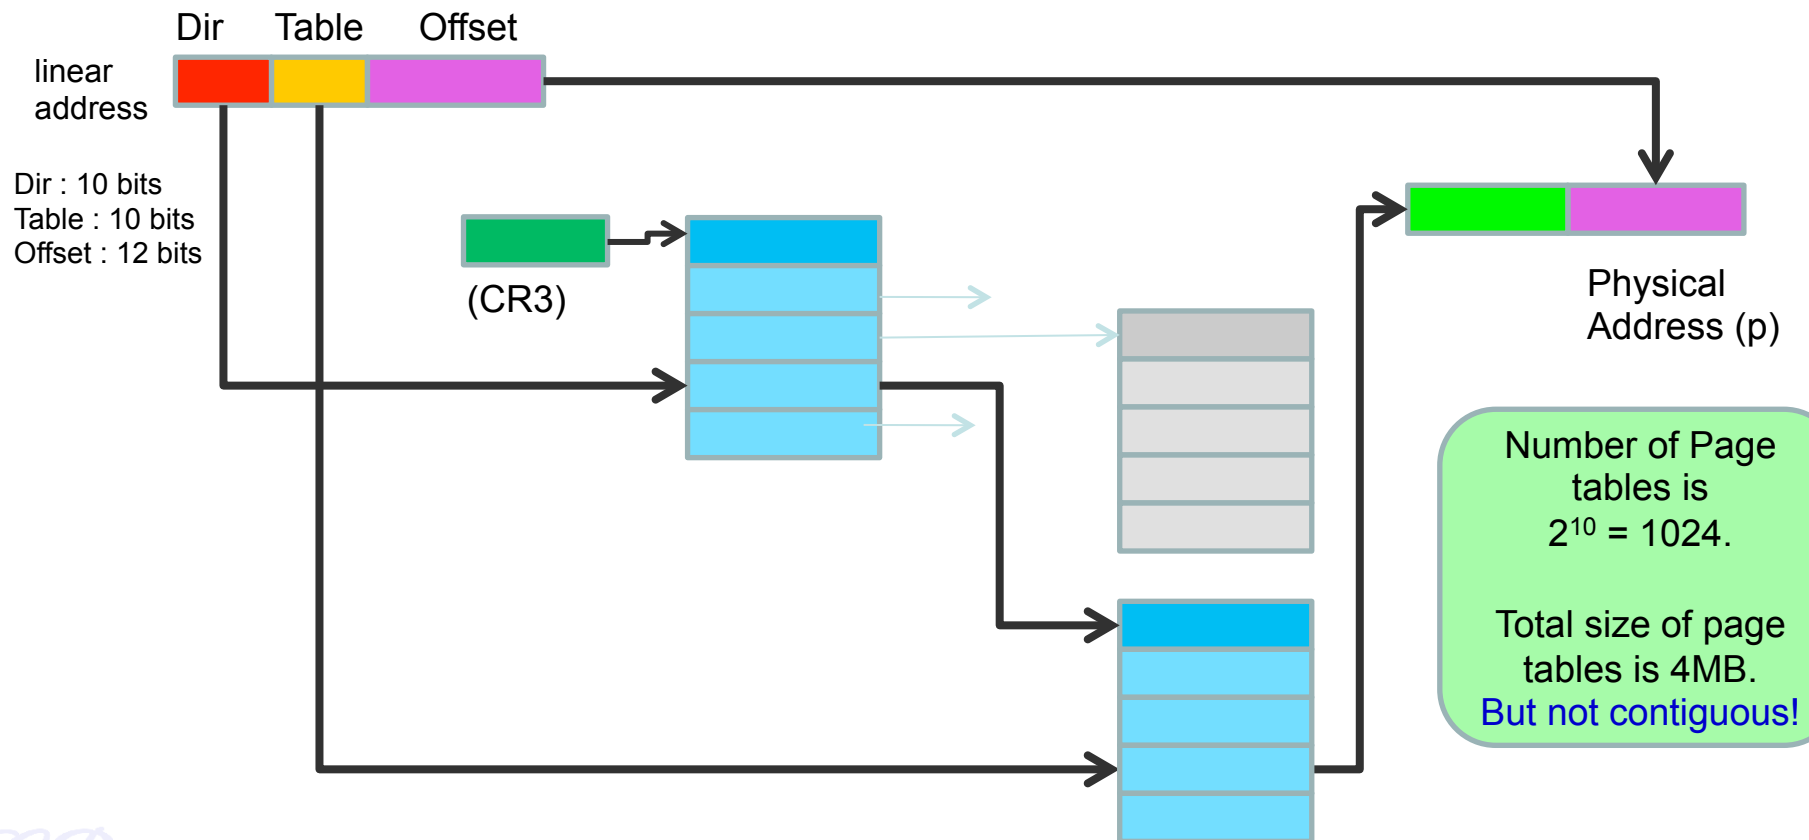 Dir Table Offset
linear
address
Dir : 10 bits
Table : 10 bits
Offset : 12 bits
(CR3)
Physical
Address (p)
Number of Page
tables is
2¹⁰ = 1024.
Total size of page
tables is 4MB.
But not contiguous!